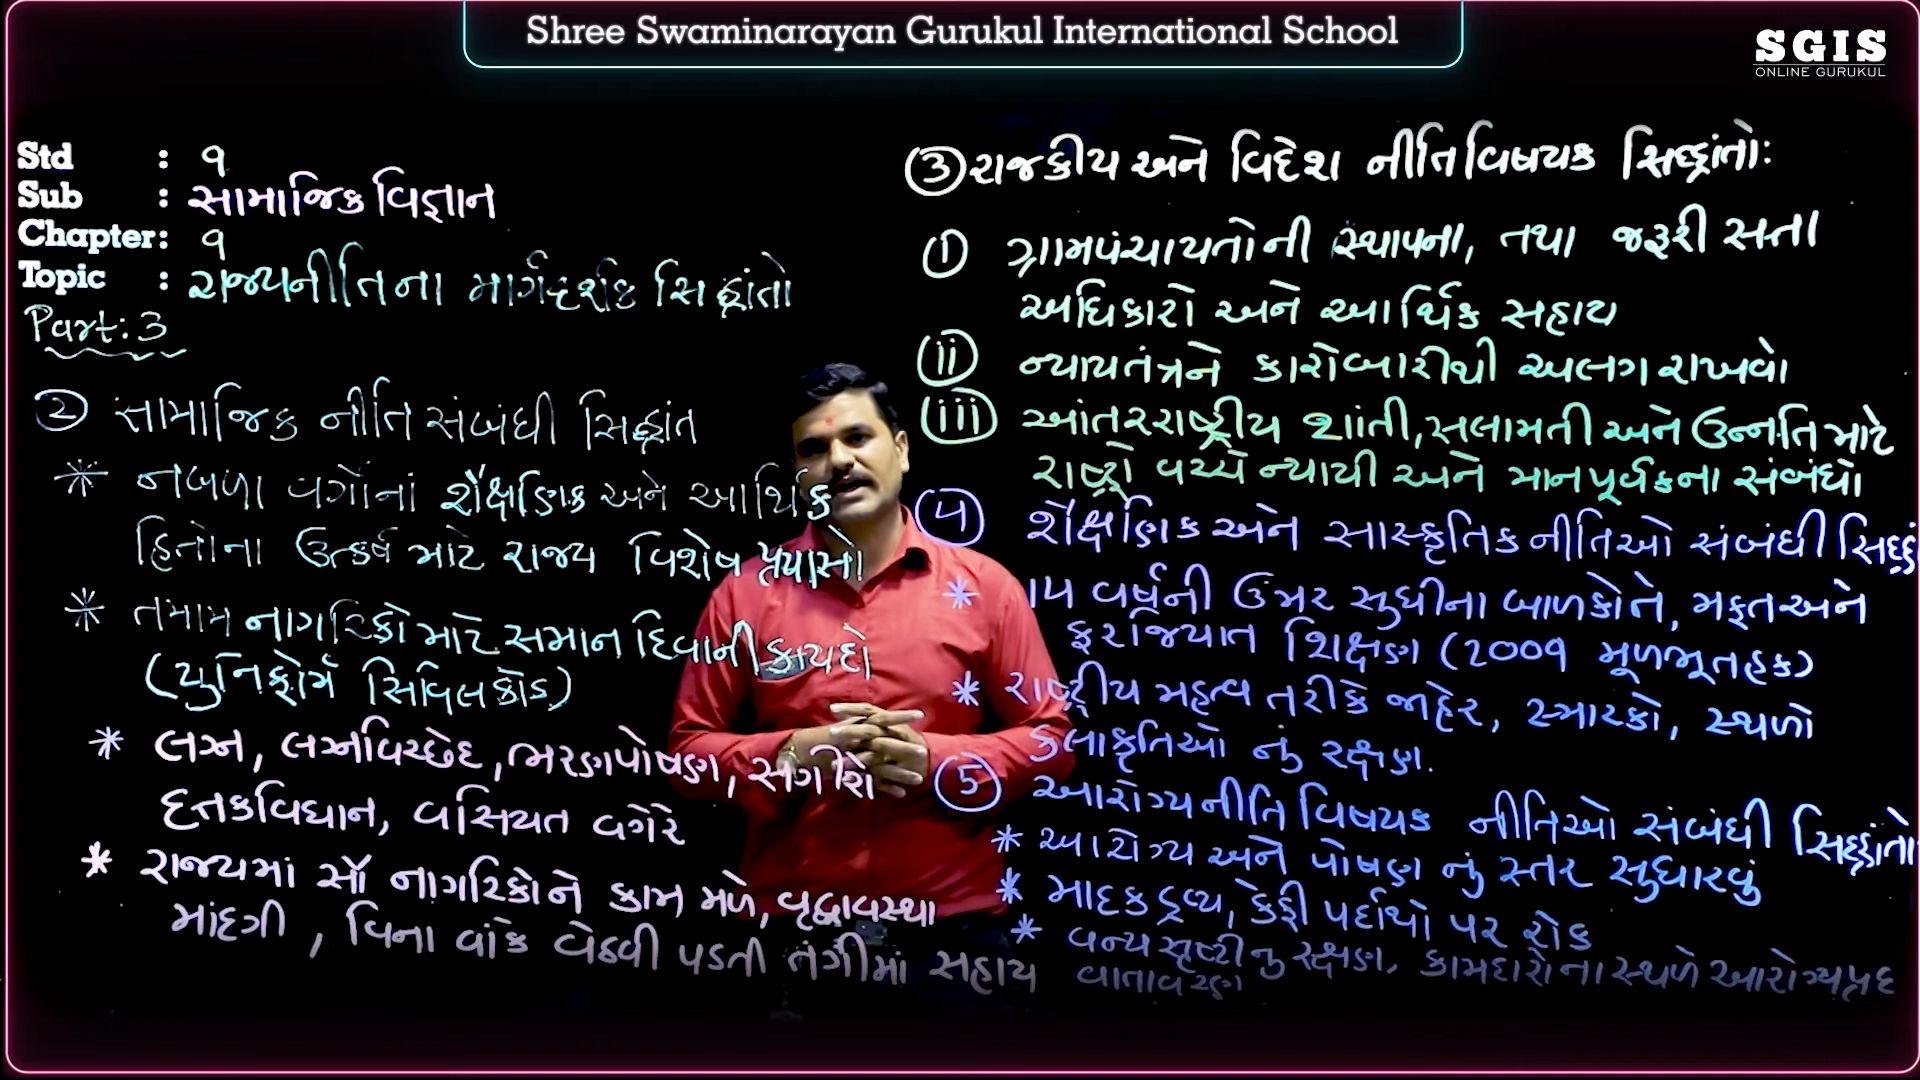 Shree Swaminarayan Gurukul International School
SGIS
ONLINE GURUKUL
Std : ૧
Sub : સામાજિક વિજ્ઞાન
Chapter: ૧
Topic : રાજ્યનીતિના માર્ગદર્શક સિદ્ધાંતો
Part: 3
② સામાજિક નીતિ સંબંધી સિદ્ધાંત
* નબળા વર્ગોનાં શૈક્ષણિક અને આર્થિક
હિતોના ઉત્કર્ષ માટે રાજ્ય વિશેષ પ્રયાસો
* તમામ નાગરિકો માટે સમાન દિવાની કાયદો
(યુનિફોર્મ સિવિલ કોડ)
* લગ્ન, લગ્નવિચ્છેદ, ભરણપોષણ, સગીરો
દત્તકવિધાન, વસિયત વગેરે
* રાજ્યમાં સૌ નાગરિકોને કામ મળે, વૃદ્ધાવસ્થા
માંદગી , વિના વાંકે વેઠવી પડતી તંગીમાં સહાય
③ રાજકીય અને વિદેશ નીતિ વિષયક સિદ્ધાંતો:
① ગ્રામપંચાયતોની સ્થાપના, તથા જરૂરી સતા
અધિકારો અને આર્થિક સહાય
ⅱ ન્યાયતંત્રને કારોબારીથી અલગ રાખવો
ⅲ આંતરરાષ્ટ્રીય શાંતી, સલામતી અને ઉન્નતિ માટે
રાષ્ટ્રો વચ્ચે ન્યાયી અને માનપૂર્વકના સંબંધો
૪ શૈક્ષણિક અને સાસ્કૃતિક નીતિઓ સંબંધી
* ૧૫ વર્ષની ઉંમર સુધીના બાળકોને, મફત અને
ફરજિયાત શિક્ષણ (૨૦૦૧ મૂળભૂત હક)
* રાષ્ટ્રીય મહત્વ તરીકે જાહેર, સ્મારકો, સ્થળો
કલાકૃતિઓ નું રક્ષણ.
⑤ આરોગ્ય નીતિ વિષયક નીતિઓ સંબંધી સિદ્ધાંતો
* આરોગ્ય અને પોષણ નું સ્તર સુધારવું
* માદક દ્રવ્ય, કેફી પર્દાથો પર રોક
* વન્ય સૃષ્ટીનુ રક્ષણ, કામદારોના સ્થળે આરોગ્યપ્રદ
વાતાવરણ